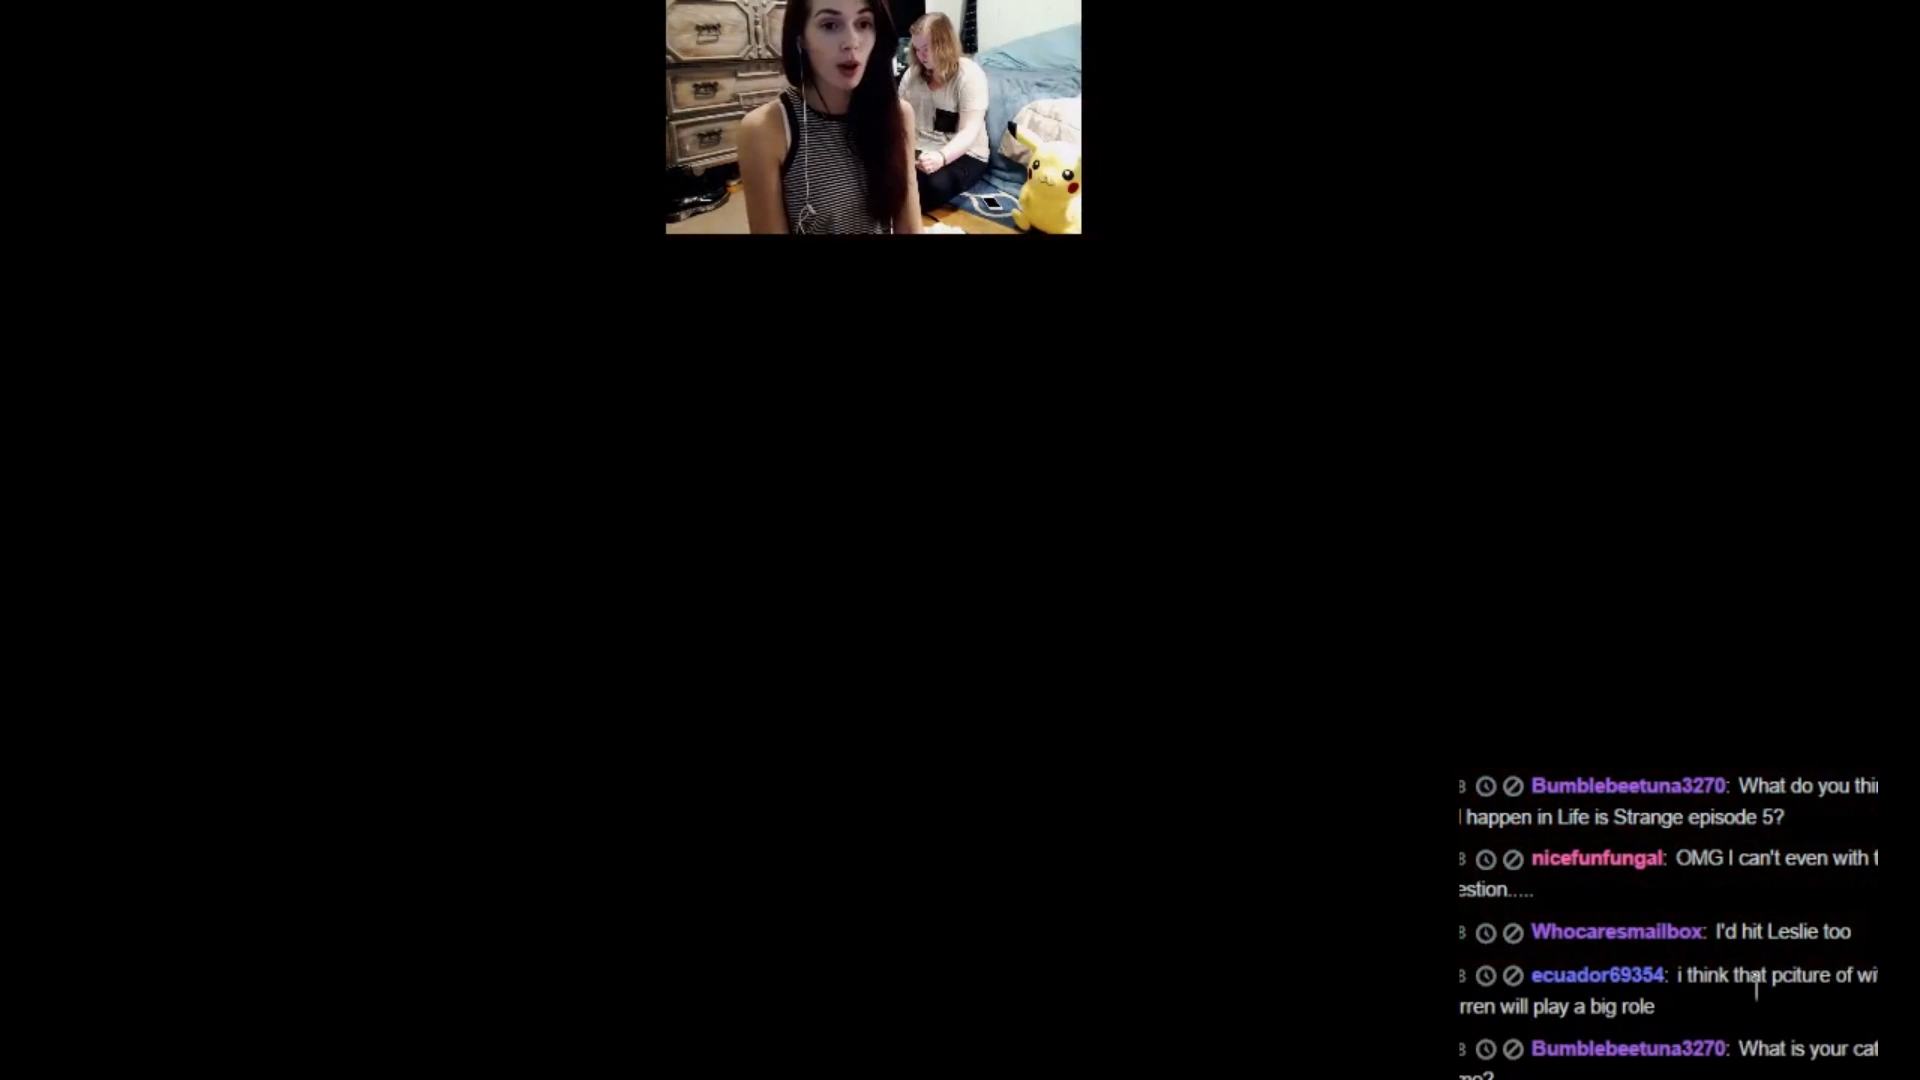 Bumblebeetuna3270: What do you thi
l happen in Life is Strange episode 5?
nicefunfungal: OMG I can't even with t
estion.....
Whocaresmailbox: I'd hit Leslie too
ecuador69354: i think that pciture of wi
rren will play a big role
Bumblebeetuna3270: What is your cat